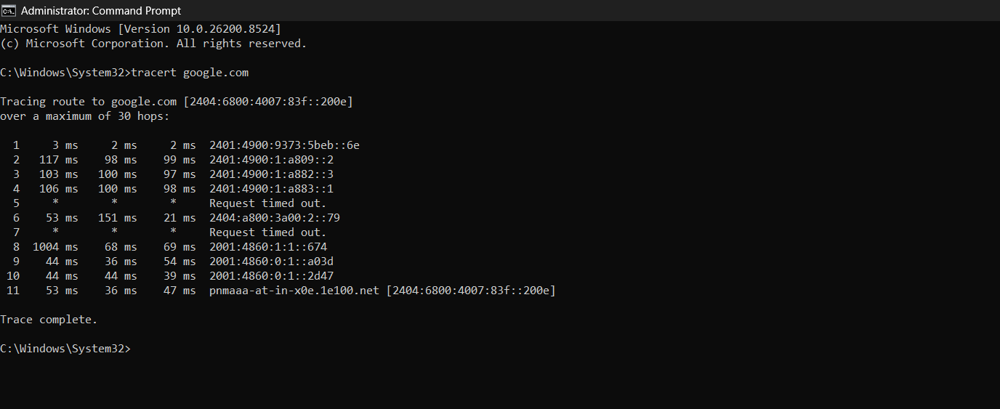 Administrator: Command Prompt
Microsoft Windows [Version 10.0.26200.8524]
(c) Microsoft Corporation. All rights reserved.
C:\Windows\System32>tracert google.com
Tracing route to google.com [2404:6800:4007:83f::200e]
over a maximum of 30 hops:
  1     3 ms     2 ms     2 ms  2401:4900:9373:5beb::6e
  2   117 ms    98 ms    99 ms  2401:4900:1:a809::2
  3   103 ms   100 ms    97 ms  2401:4900:1:a882::3
  4   106 ms   100 ms    98 ms  2401:4900:1:a883::1
  5     *        *        *     Request timed out.
  6    53 ms   151 ms    21 ms  2404:a800:3a00:2::79
  7     *        *        *     Request timed out.
  8  1004 ms    68 ms    69 ms  2001:4860:1:1::674
  9    44 ms    36 ms    54 ms  2001:4860:0:1::a03d
 10    44 ms    44 ms    39 ms  2001:4860:0:1::2d47
 11    53 ms    36 ms    47 ms  pnmaaa-at-in-x0e.1e100.net [2404:6800:4007:83f::200e]
Trace complete.
C:\Windows\System32>